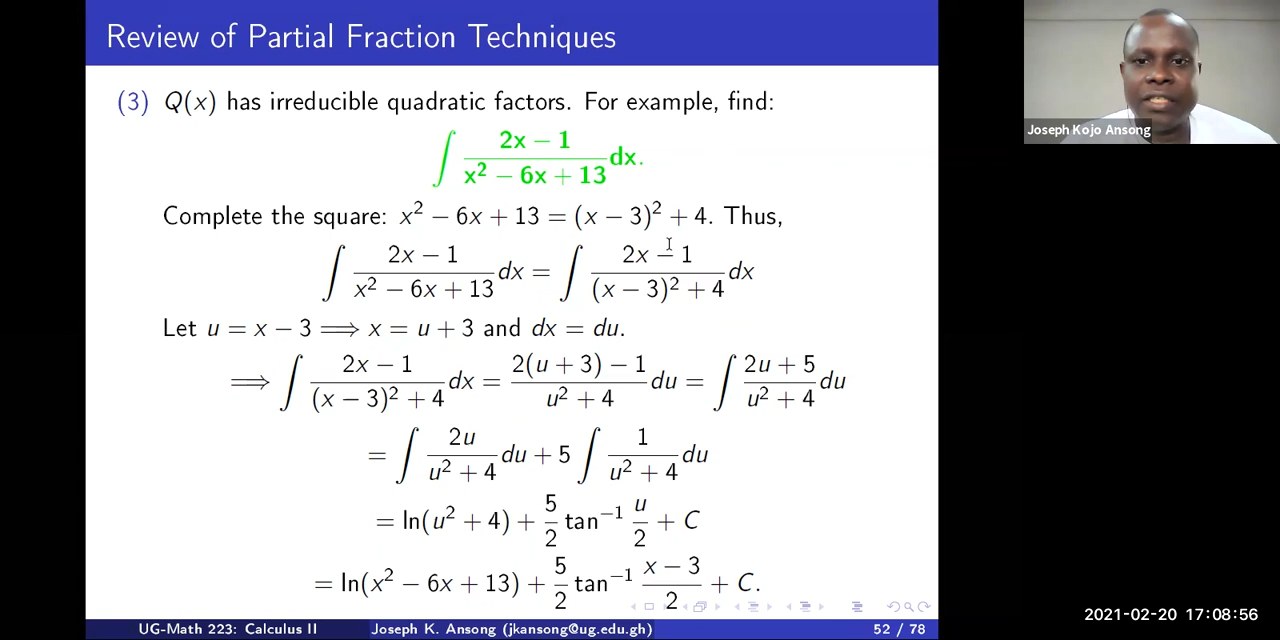 Review of Partial Fraction Techniques
(3) Q(x) has irreducible quadratic factors. For example, find:
∫ (2x − 1)/(x² − 6x + 13) dx.
Complete the square: x² − 6x + 13 = (x − 3)² + 4. Thus,
∫ (2x − 1)/(x² − 6x + 13) dx = ∫ (2x − 1)/((x − 3)² + 4) dx
Let u = x − 3 ⟹ x = u + 3 and dx = du.
⟹ ∫ (2x − 1)/((x − 3)² + 4) dx = (2(u + 3) − 1)/(u² + 4) du = ∫ (2u + 5)/(u² + 4) du
= ∫ 2u/(u² + 4) du + 5 ∫ 1/(u² + 4) du
= ln(u² + 4) + 5/2 tan⁻¹ u/2 + C
= ln(x² − 6x + 13) + 5/2 tan⁻¹ (x − 3)/2 + C.
UG-Math 223: Calculus II Joseph K. Ansong (jkansong@ug.edu.gh) 52 / 78
Joseph Kojo Ansong
2021-02-20 17:08:56